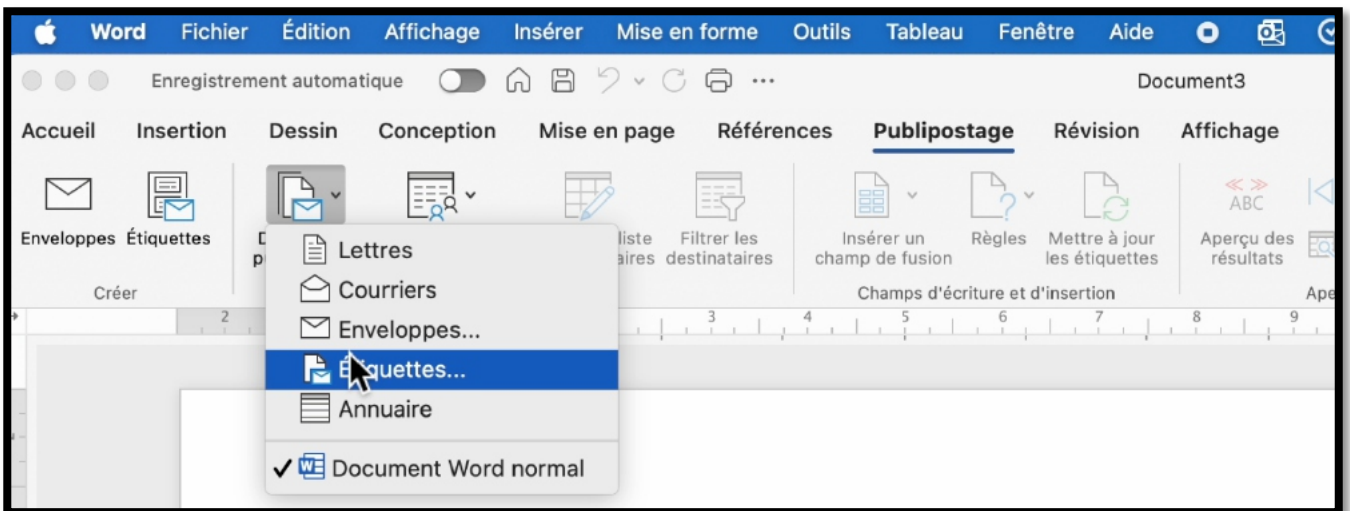 Word Fichier Édition Affichage Insérer Mise en forme Outils Tableau Fenêtre Aide
Enregistrement automatique ... Document3
Accueil Insertion Dessin Conception Mise en page Références Publipostage Révision Affichage
ABC
Enveloppes Étiquettes liste Filtrer les Insérer un Règles Mettre à jour Aperçu des
destinataires champ de fusion les étiquettes résultats
Créer Champs d'écriture et d'insertion
2 3 4 5 6 7 8 9
Lettres
Courriers
Enveloppes...
Étiquettes...
Annuaire
Document Word normal